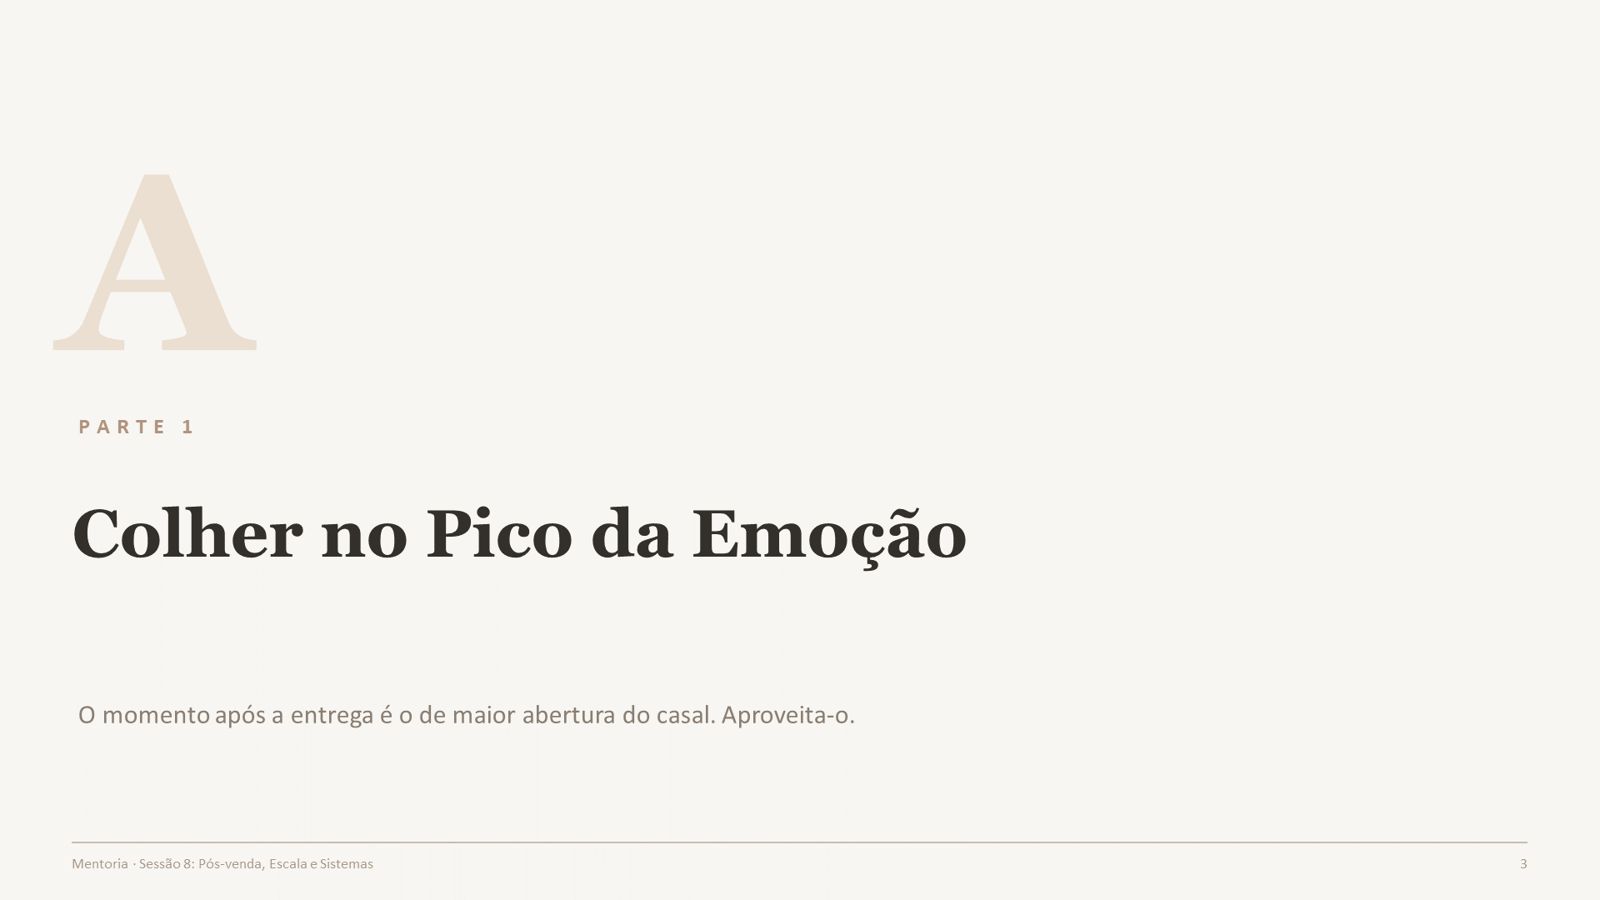 A
PARTE 1
Colher no Pico da Emoção
O momento após a entrega é o de maior abertura do casal. Aproveita-o.
Mentoria · Sessão 8: Pós-venda, Escala e Sistemas
3